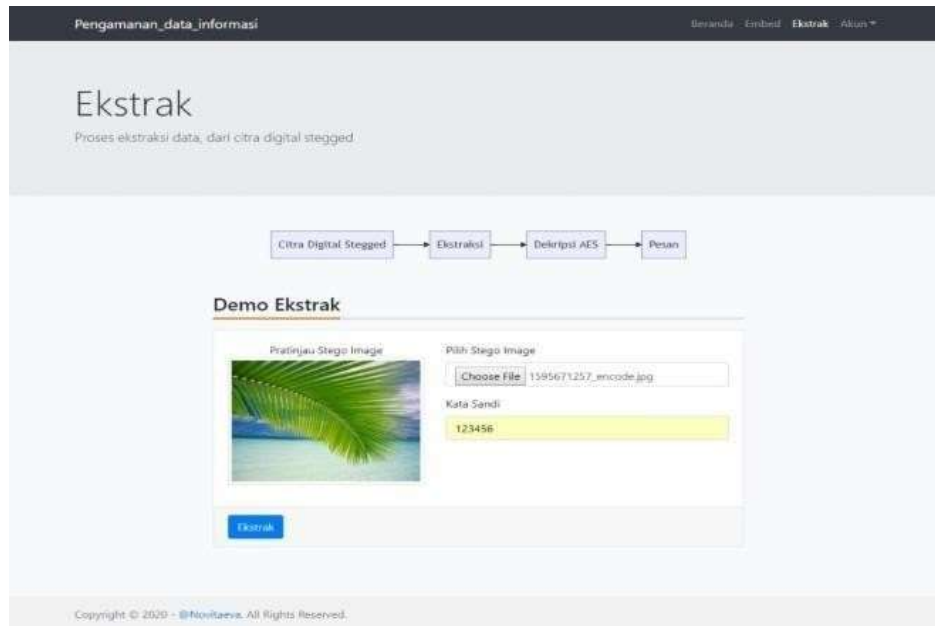 Pengamanan_data_informasi
Beranda Embed Ekstrak Akun
Ekstrak
Proses ekstraksi data, dari citra digital stegged
Citra Digital Stegged
Ekstraksi
Dekripsi AES
Pesan
Demo Ekstrak
Pratinjau Stego Image
Pilih Stego Image
Choose File 1595671257_encode.jpg
Kata Sandi
123456
Ekstrak
Copyright © 2020 - @Novitaeva. All Rights Reserved.